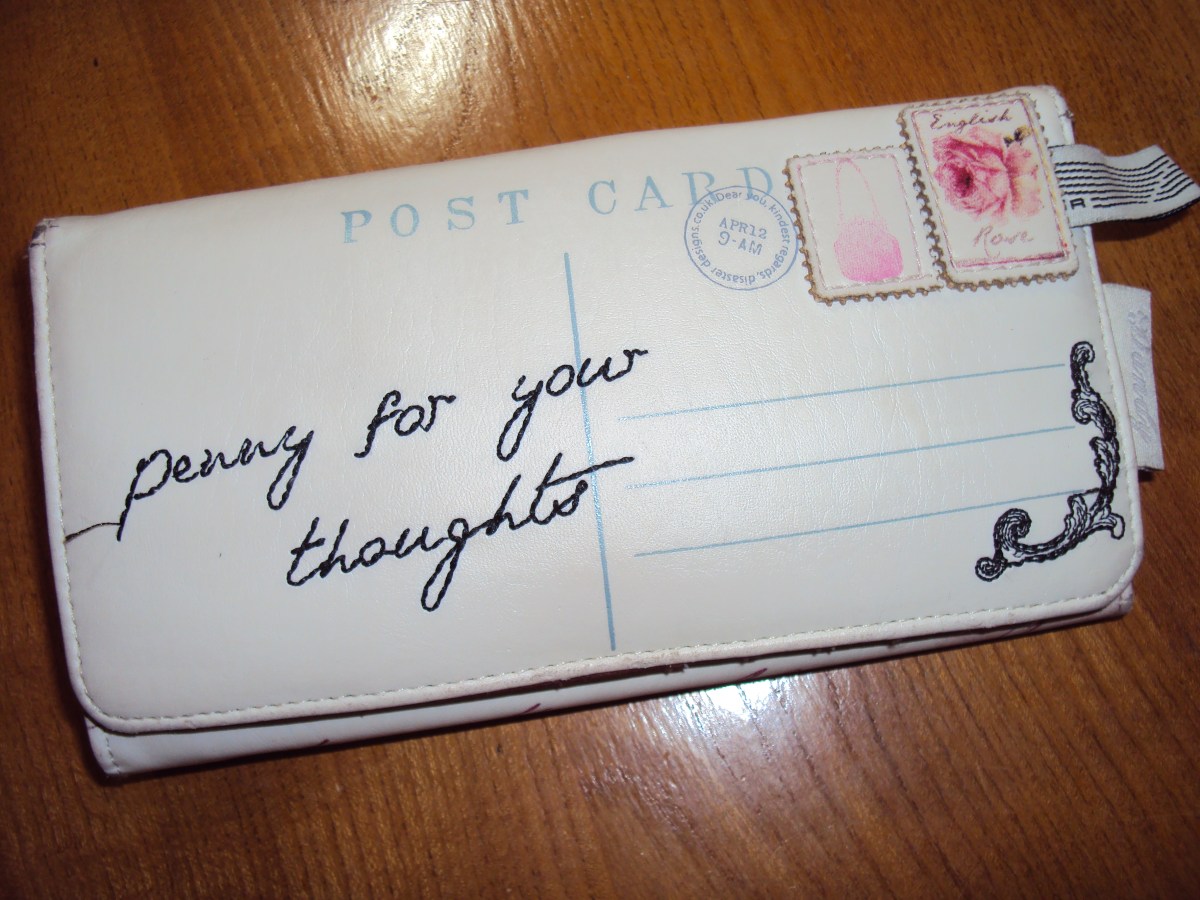 POST CARD
disaster designs.co.uk. Dear you, kindest regards,
APR12
9-AM
English
Rose
penny for your
thoughts